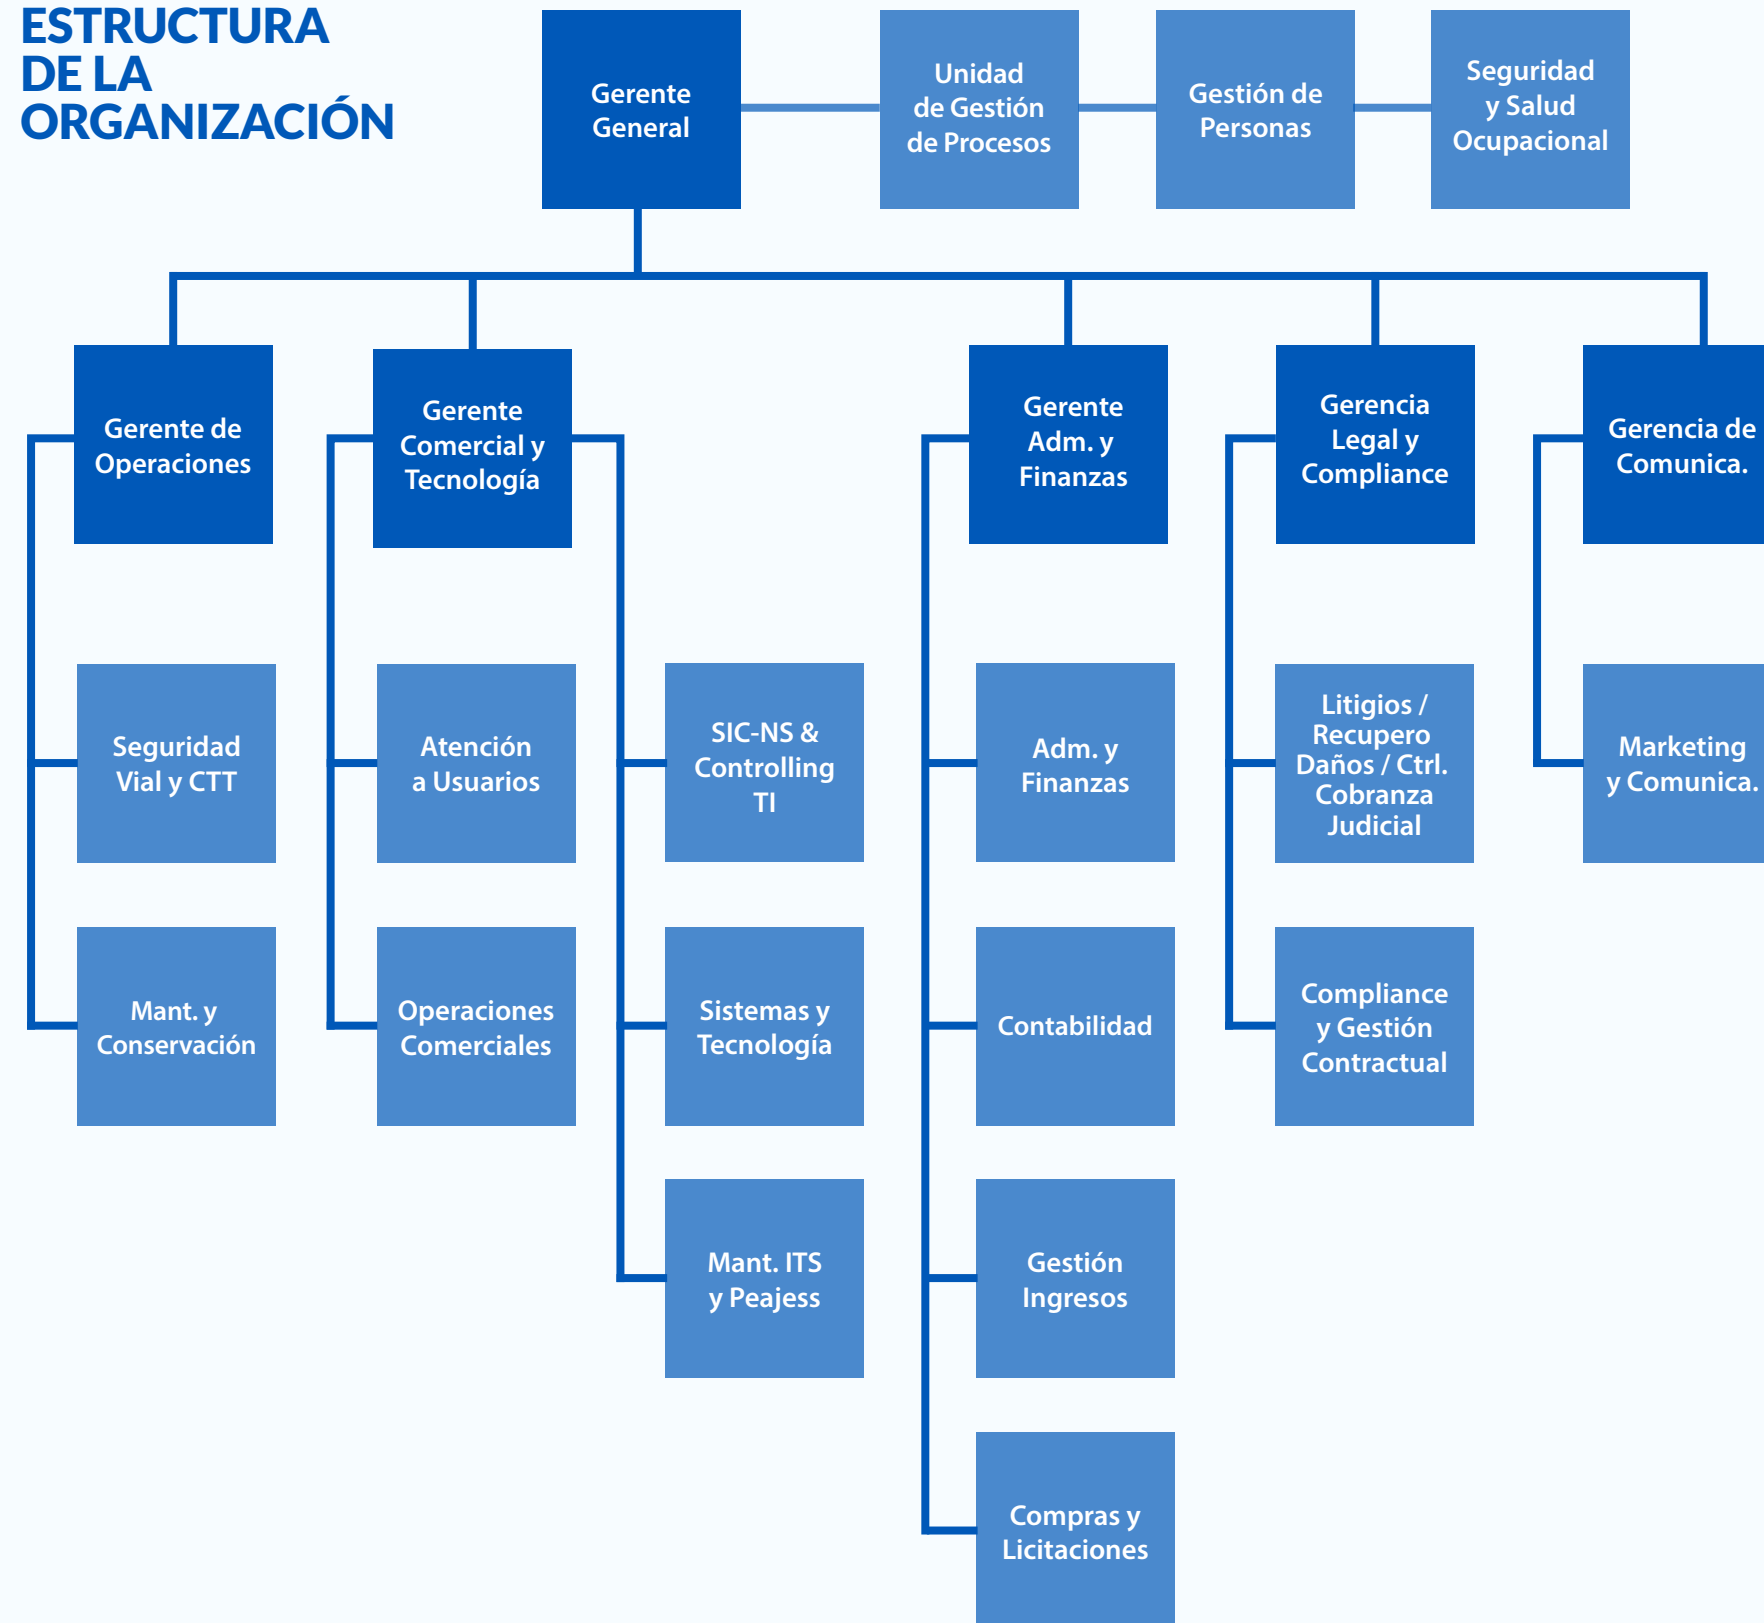 ESTRUCTURA
DE LA
ORGANIZACIÓN
Gerente
General
Unidad
de Gestión
de Procesos
Gestión de
Personas
Seguridad
y Salud
Ocupacional
Gerente de
Operaciones
Gerente
Comercial y
Tecnología
Gerente
Adm. y
Finanzas
Gerencia
Legal y
Compliance
Gerencia de
Comunica.
Seguridad
Vial y CTT
Atención
a Usuarios
SIC-NS &
Controlling
TI
Adm. y
Finanzas
Litigios /
Recupero
Daños / Ctrl.
Cobranza
Judicial
Marketing
y Comunica.
Mant. y
Conservación
Operaciones
Comerciales
Sistemas y
Tecnología
Contabilidad
Compliance
y Gestión
Contractual
Mant. ITS
y Peajess
Gestión
Ingresos
Compras y
Licitaciones